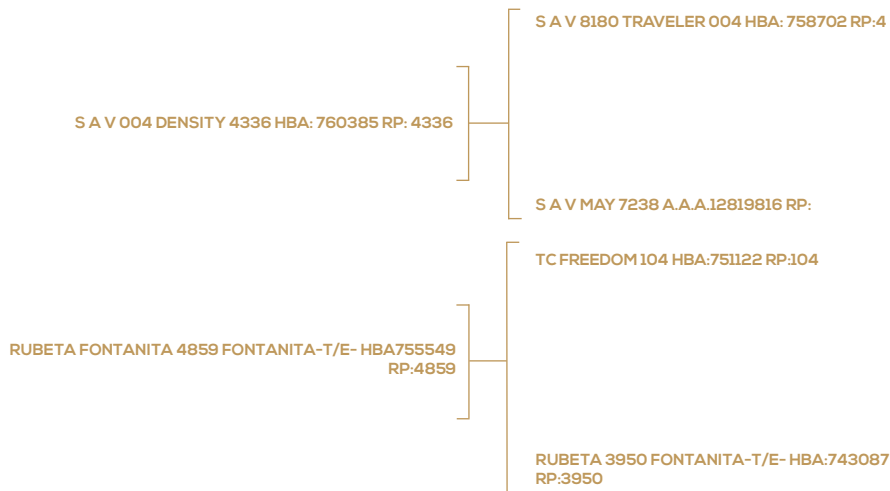 S A V 8180 TRAVELER 004 HBA: 758702 RP:4
S A V 004 DENSITY 4336 HBA: 760385 RP: 4336
S A V MAY 7238 A.A.A.12819816 RP:
TC FREEDOM 104 HBA:751122 RP:104
RUBETA FONTANITA 4859 FONTANITA-T/E- HBA755549
RP:4859
RUBETA 3950 FONTANITA-T/E- HBA:743087
RP:3950